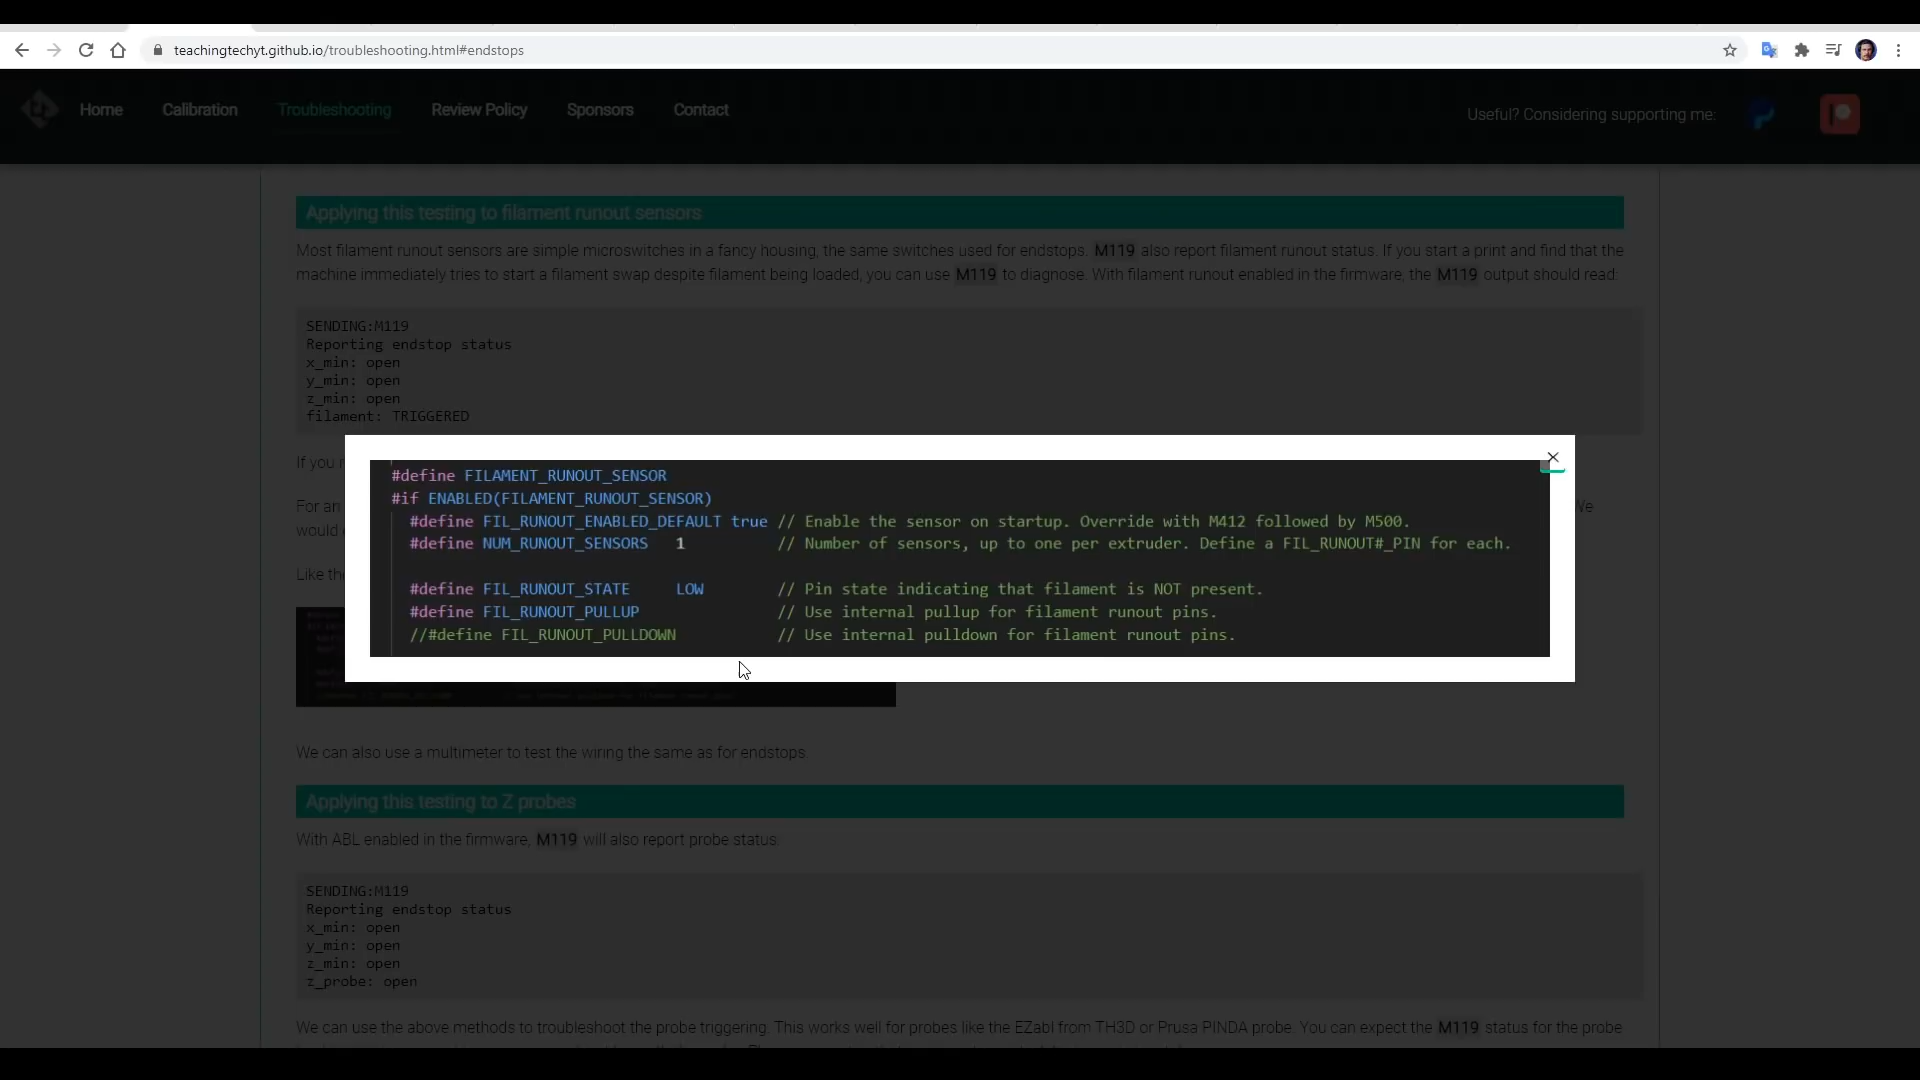 teachingtechyt.github.io/troubleshooting.html#endstops
Home Calibration Troubleshooting Review Policy Sponsors Contact
Useful? Considering supporting me:
Applying this testing to filament runout sensors
Most filament runout sensors are simple microswitches in a fancy housing, the same switches used for endstops. M119 also report filament runout status. If you start a print and find that the
machine immediately tries to start a filament swap despite filament being loaded, you can use M119 to diagnose. With filament runout enabled in the firmware, the M119 output should read:
SENDING:M119
Reporting endstop status
x_min: open
y_min: open
z_min: open
filament: TRIGGERED
If you
For an We
would
Like the
#define FILAMENT_RUNOUT_SENSOR
#if ENABLED(FILAMENT_RUNOUT_SENSOR)
#define FIL_RUNOUT_ENABLED_DEFAULT true // Enable the sensor on startup. Override with M412 followed by M500.
#define NUM_RUNOUT_SENSORS 1 // Number of sensors, up to one per extruder. Define a FIL_RUNOUT#_PIN for each.
#define FIL_RUNOUT_STATE LOW // Pin state indicating that filament is NOT present.
#define FIL_RUNOUT_PULLUP // Use internal pullup for filament runout pins.
//#define FIL_RUNOUT_PULLDOWN // Use internal pulldown for filament runout pins.
We can also use a multimeter to test the wiring the same as for endstops.
Applying this testing to Z probes
With ABL enabled in the firmware, M119 will also report probe status:
SENDING:M119
Reporting endstop status
x_min: open
y_min: open
z_min: open
z_probe: open
We can use the above methods to troubleshoot the probe triggering. This works well for probes like the EZabl from TH3D or Prusa PINDA probe. You can expect the M119 status for the probe